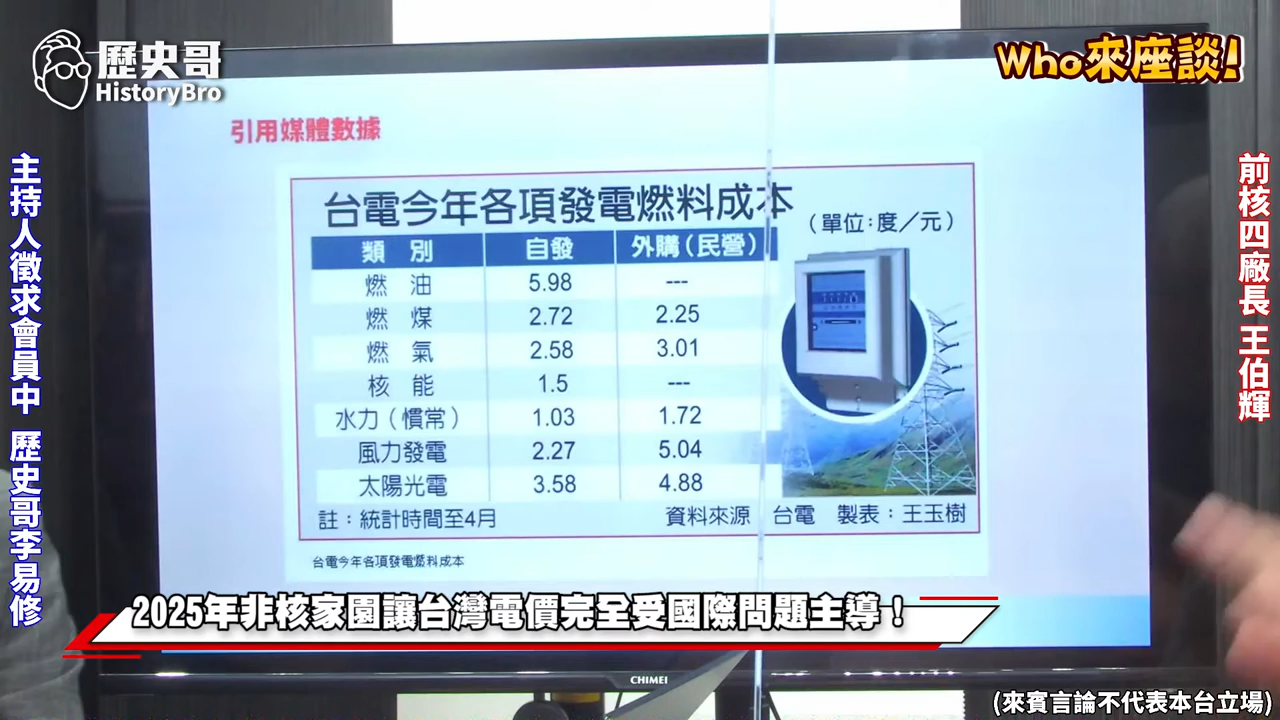 歷史哥
HistoryBro
Who來座談!
主持人徵求會員中 歷史哥李易修
前核四廠長 王伯輝
引用媒體數據
台電今年各項發電燃料成本
(單位:度/元)
類 別 自發 外購(民營)
燃 油 5.98 ---
燃 煤 2.72 2.25
燃 氣 2.58 3.01
核 能 1.5 ---
水力(慣常) 1.03 1.72
風力發電 2.27 5.04
太陽光電 3.58 4.88
註:統計時間至4月 資料來源 台電 製表:王玉樹
台電今年各項發電燃料成本
2025年非核家園讓台灣電價完全受國際問題主導!
CHIMEI
(來賓言論不代表本台立場)